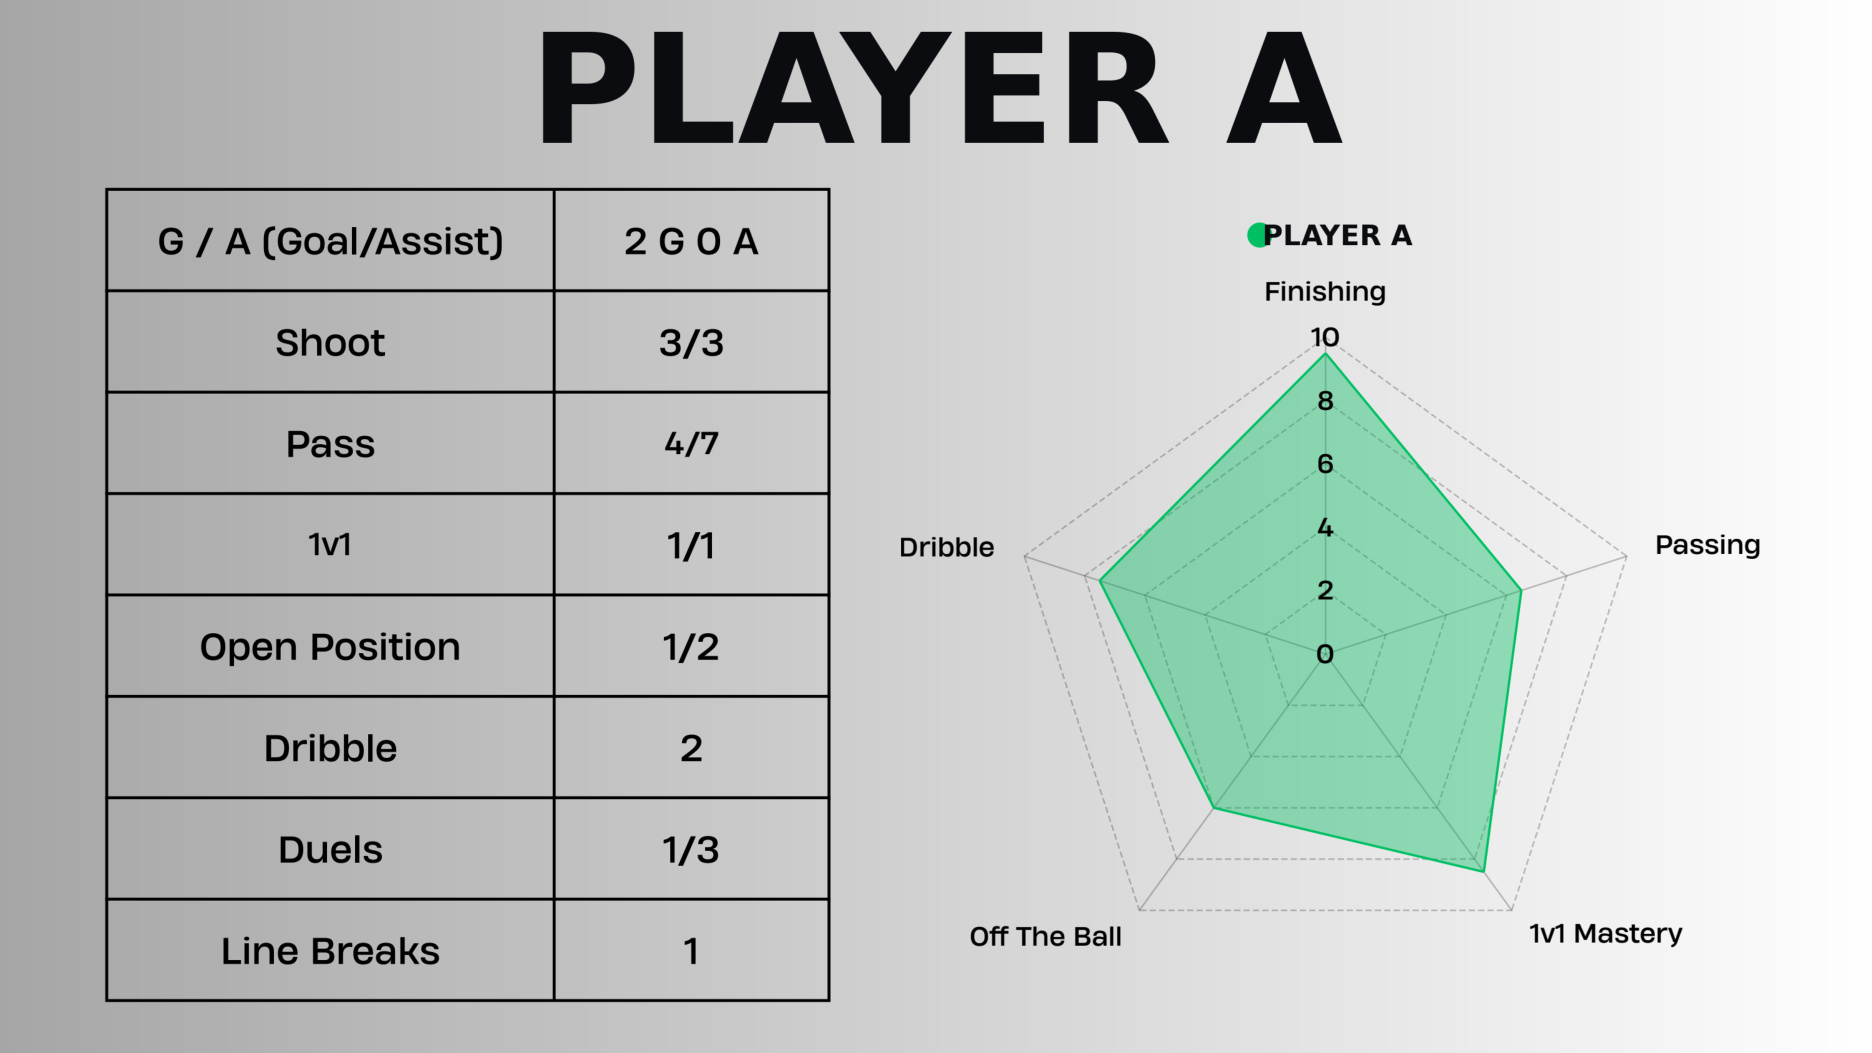 PLAYER A
G / A (Goal/Assist) 2 G 0 A
Shoot 3/3
Pass 4/7
1v1 1/1
Open Position 1/2
Dribble 2
Duels 1/3
Line Breaks 1
PLAYER A
Finishing
10
8
6
4
2
0
Dribble
Passing
Off The Ball
1v1 Mastery